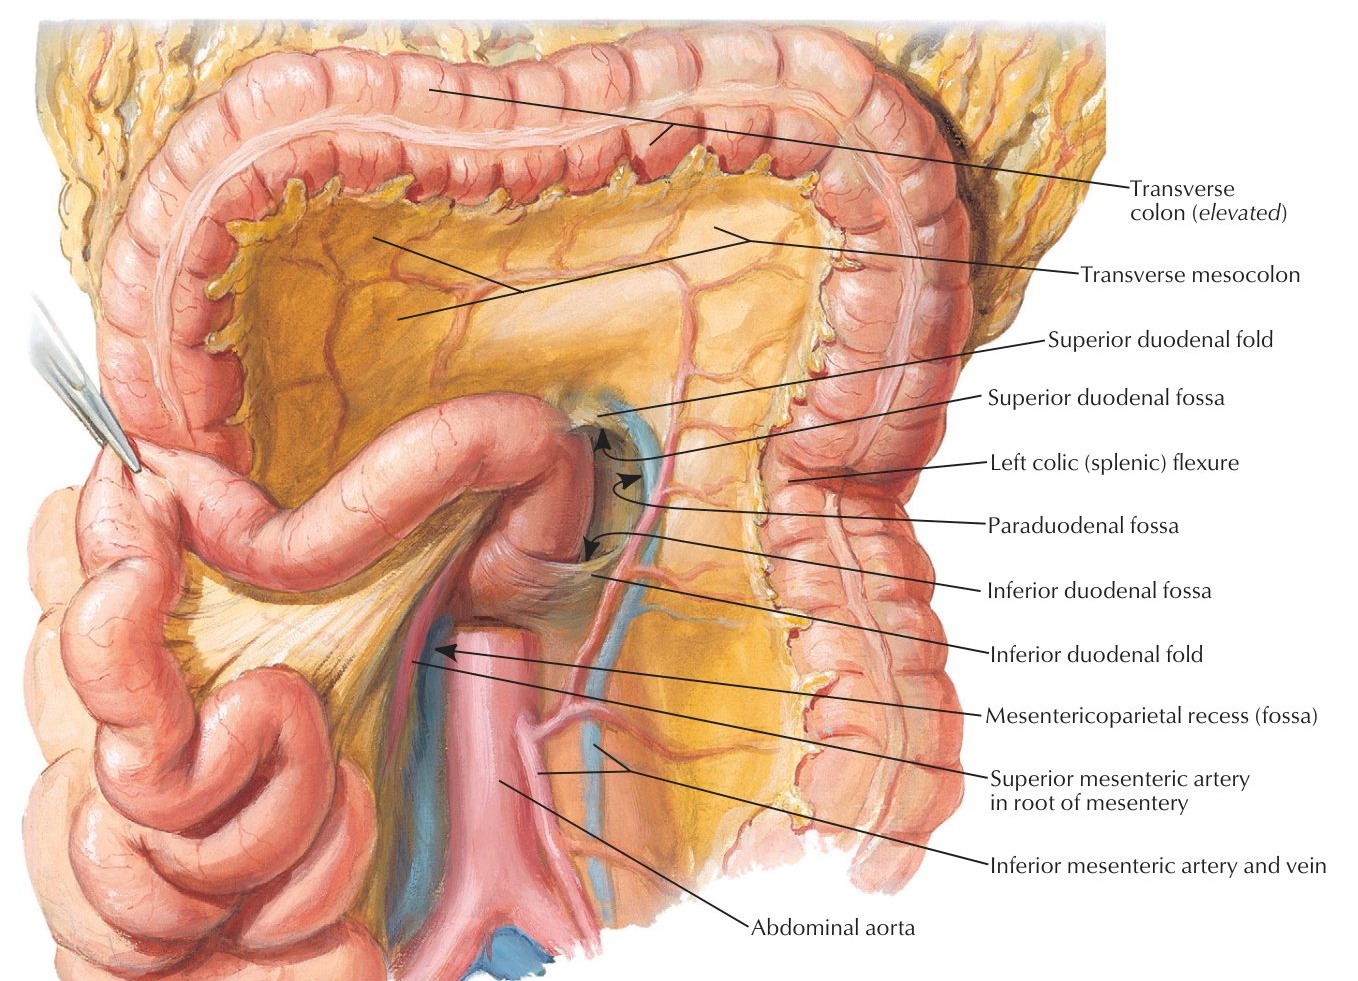 Transverse
colon (elevated)
Transverse mesocolon
Superior duodenal fold
Superior duodenal fossa
Left colic (splenic) flexure
Paraduodenal fossa
Inferior duodenal fossa
Inferior duodenal fold
Mesentericoparietal recess (fossa)
Superior mesenteric artery
in root of mesentery
Inferior mesenteric artery and vein
Abdominal aorta